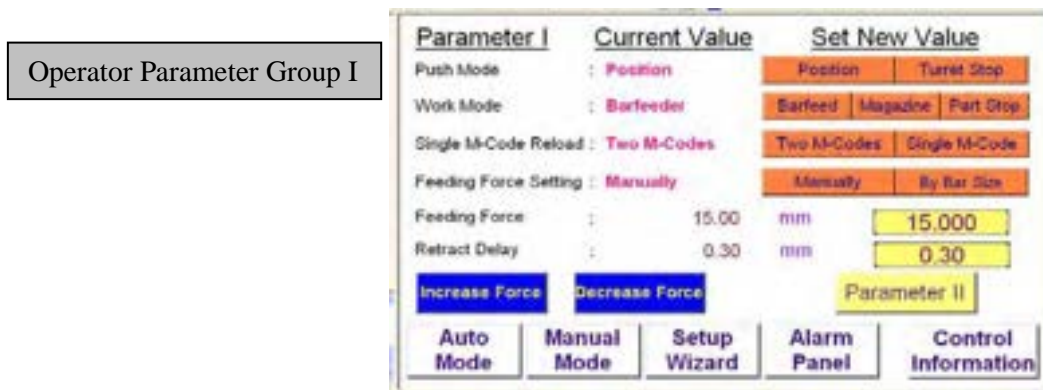 Operator Parameter Group I
Parameter I Current Value Set New Value
Push Mode : Position Position Turret Stop
Work Mode : Barfeeder Barfeed Magazine Part Stop
Single M-Code Reload : Two M-Codes Two M-Codes Single M-Code
Feeding Force Setting : Manually Manually By Bar Size
Feeding Force : 15.00 mm 15.000
Retract Delay : 0.30 mm 0.30
Increase Force Decrease Force Parameter II
Auto Manual Setup Alarm Control
Mode Mode Wizard Panel Information